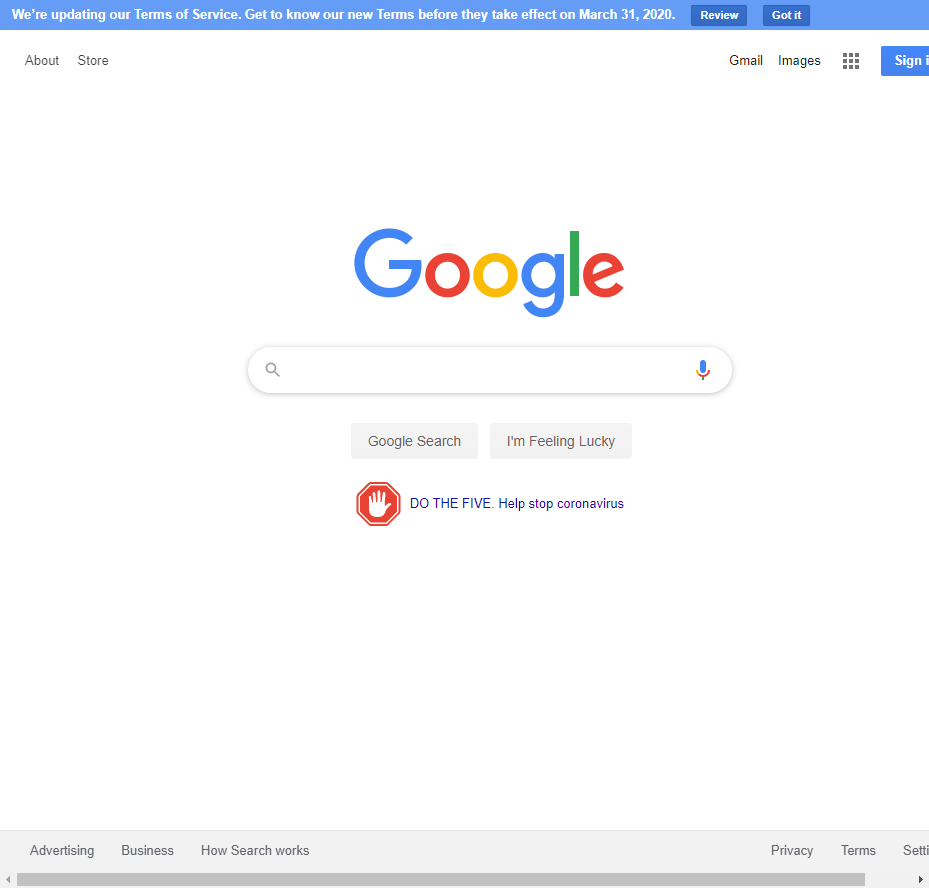 We're updating our Terms of Service. Get to know our new Terms before they take effect on March 31, 2020. Review Got it
About Store Gmail Images Sign i
Google
Google Search I'm Feeling Lucky
DO THE FIVE. Help stop coronavirus
Advertising Business How Search works Privacy Terms Setti